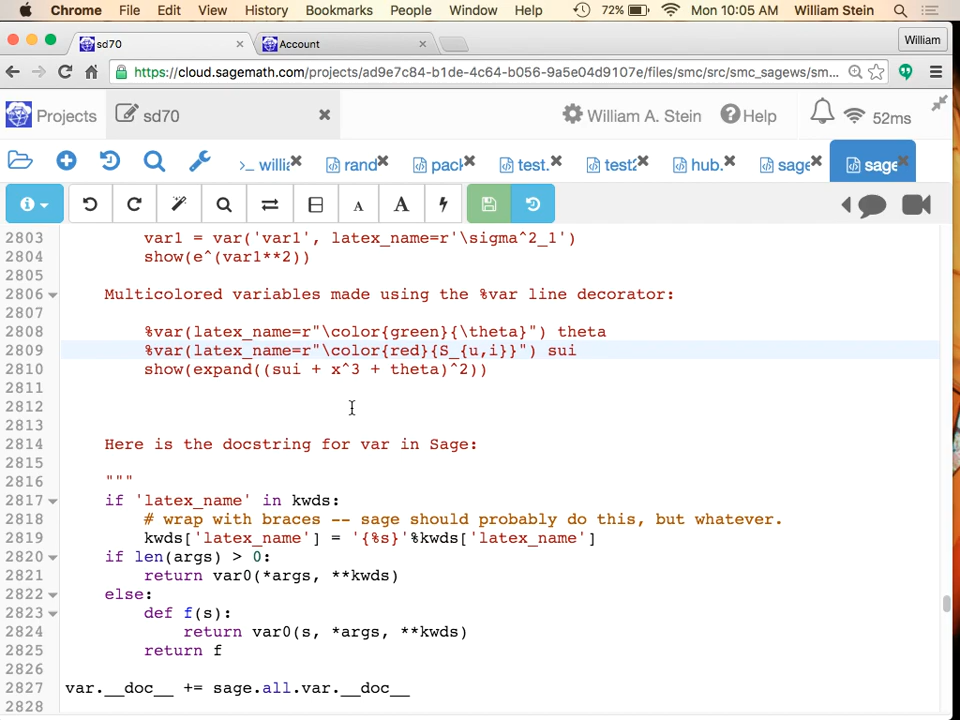 Chrome File Edit View History Bookmarks People Window Help 72% Mon 10:05 AM William Stein
sd70 Account William
https://cloud.sagemath.com/projects/ad9e7c84-b1de-4c64-b056-9a5e04d9107e/files/smc/src/smc_sagews/sm...
Projects sd70 William A. Stein Help 52ms
>_ willi rand pack test. test2 hub. sage sage
i A A
2803 var1 = var('var1', latex_name=r'\sigma^2_1')
2804 show(e^(var1**2))
2805
2806 Multicolored variables made using the %var line decorator:
2807
2808 %var(latex_name=r"\color{green}{\theta}") theta
2809 %var(latex_name=r"\color{red}{S_{u,i}}") sui
2810 show(expand((sui + x^3 + theta)^2))
2811
2812
2813
2814 Here is the docstring for var in Sage:
2815
2816 """
2817 if 'latex_name' in kwds:
2818 # wrap with braces -- sage should probably do this, but whatever.
2819 kwds['latex_name'] = '{%s}'%kwds['latex_name']
2820 if len(args) > 0:
2821 return var0(*args, **kwds)
2822 else:
2823 def f(s):
2824 return var0(s, *args, **kwds)
2825 return f
2826
2827 var.__doc__ += sage.all.var.__doc__
2828